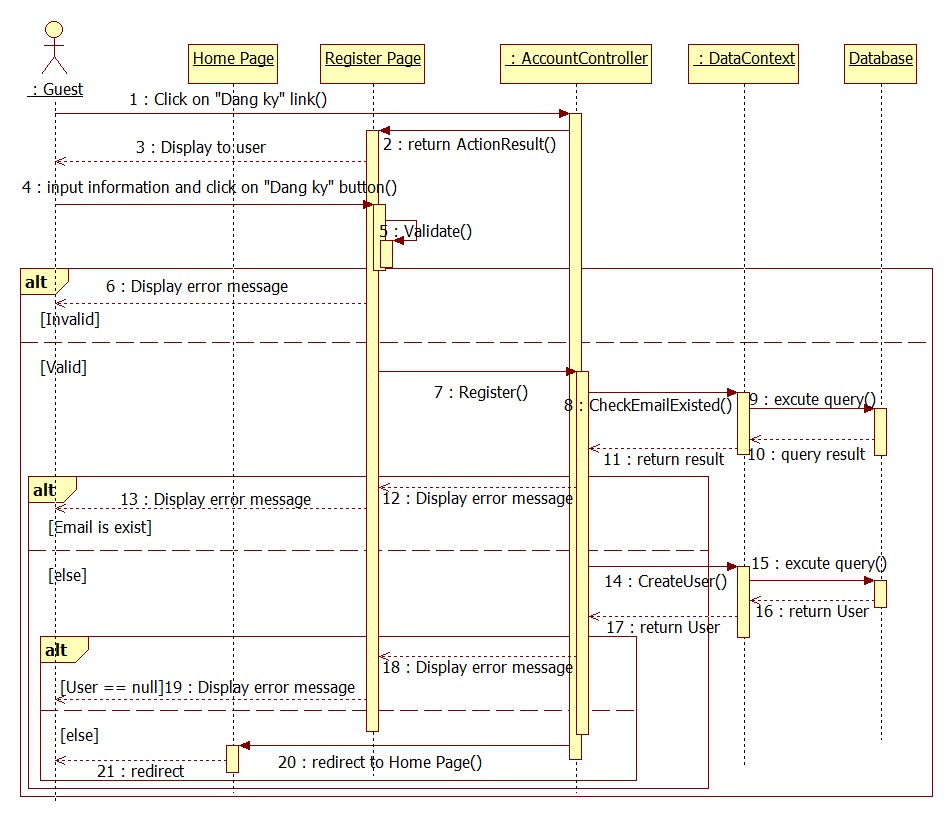 : Guest
Home Page
Register Page
: AccountController
: DataContext
Database
1 : Click on "Dang ky" link()
2 : return ActionResult()
3 : Display to user
4 : input information and click on "Dang ky" button()
5 : Validate()
alt
6 : Display error message
[Invalid]
[Valid]
7 : Register()
8 : CheckEmailExisted()
9 : excute query()
10 : query result
11 : return result
alt
12 : Display error message
13 : Display error message
[Email is exist]
[else]
14 : CreateUser()
15 : excute query()
16 : return User
17 : return User
alt
18 : Display error message
[User == null]19 : Display error message
[else]
20 : redirect to Home Page()
21 : redirect